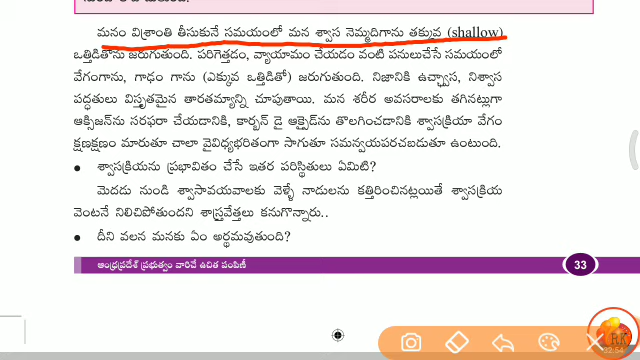 మనం విశ్రాంతి తీసుకునే సమయంలో మన శ్వాస నెమ్మదిగాను తక్కువ (shallow)
ఒత్తిడితోను జరుగుతుంది. పరిగెత్తడం, వ్యాయామం చేయడం వంటి పనులుచేసే సమయంలో
వేగంగాను, గాఢం గాను (ఎక్కువ ఒత్తిడితో) జరుగుతుంది. నిజానికి ఉచ్ఛ్వాస, నిశ్వాస
పద్ధతులు విస్తృతమైన తారతమ్యాన్ని చూపుతాయి. మన శరీర అవసరాలకు తగినట్లుగా
ఆక్సిజన్‌ను సరఫరా చేయడానికి, కార్బన్ డై ఆక్సైడ్‌ను తొలగించడానికి శ్వాసక్రియా వేగం
క్షణక్షణం మారుతూ చాలా వైవిధ్యభరితంగా సాగుతూ సమన్వయపరచబడుతూ ఉంటుంది.
• శ్వాసక్రియను ప్రభావితం చేసే ఇతర పరిస్థితులు ఏమిటి?
మెదడు నుండి శ్వాసావయవాలకు వెళ్ళే నాడులను కత్తిరించినట్లయితే శ్వాసక్రియ
వెంటనే నిలిచిపోతుందని శాస్త్రవేత్తలు కనుగొన్నారు..
• దీని వలన మనకు ఏం అర్థమవుతుంది?
ఆంధ్రప్రదేశ్ ప్రభుత్వం వారిచే ఉచిత పంపిణీ 33
RK